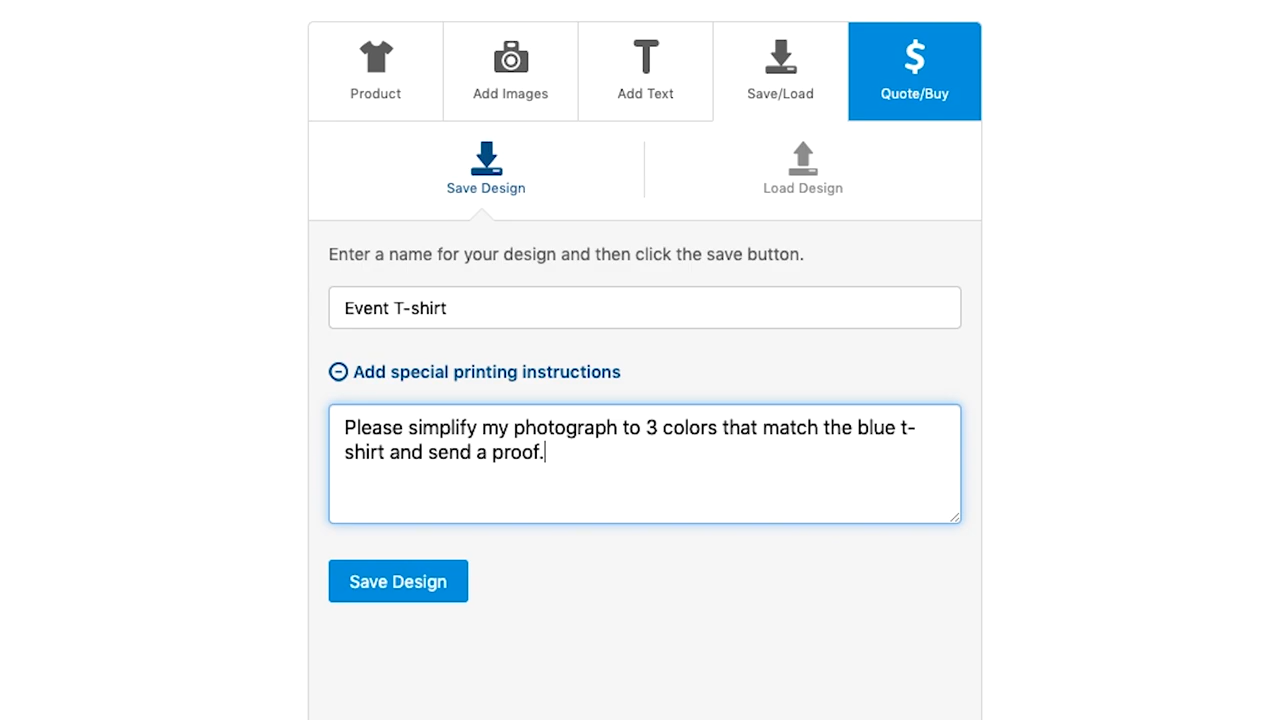 Product
Add Images
Add Text
Save/Load
Quote/Buy
Save Design
Load Design
Enter a name for your design and then click the save button.
Event T-shirt
Add special printing instructions
Please simplify my photograph to 3 colors that match the blue t-
shirt and send a proof.
Save Design